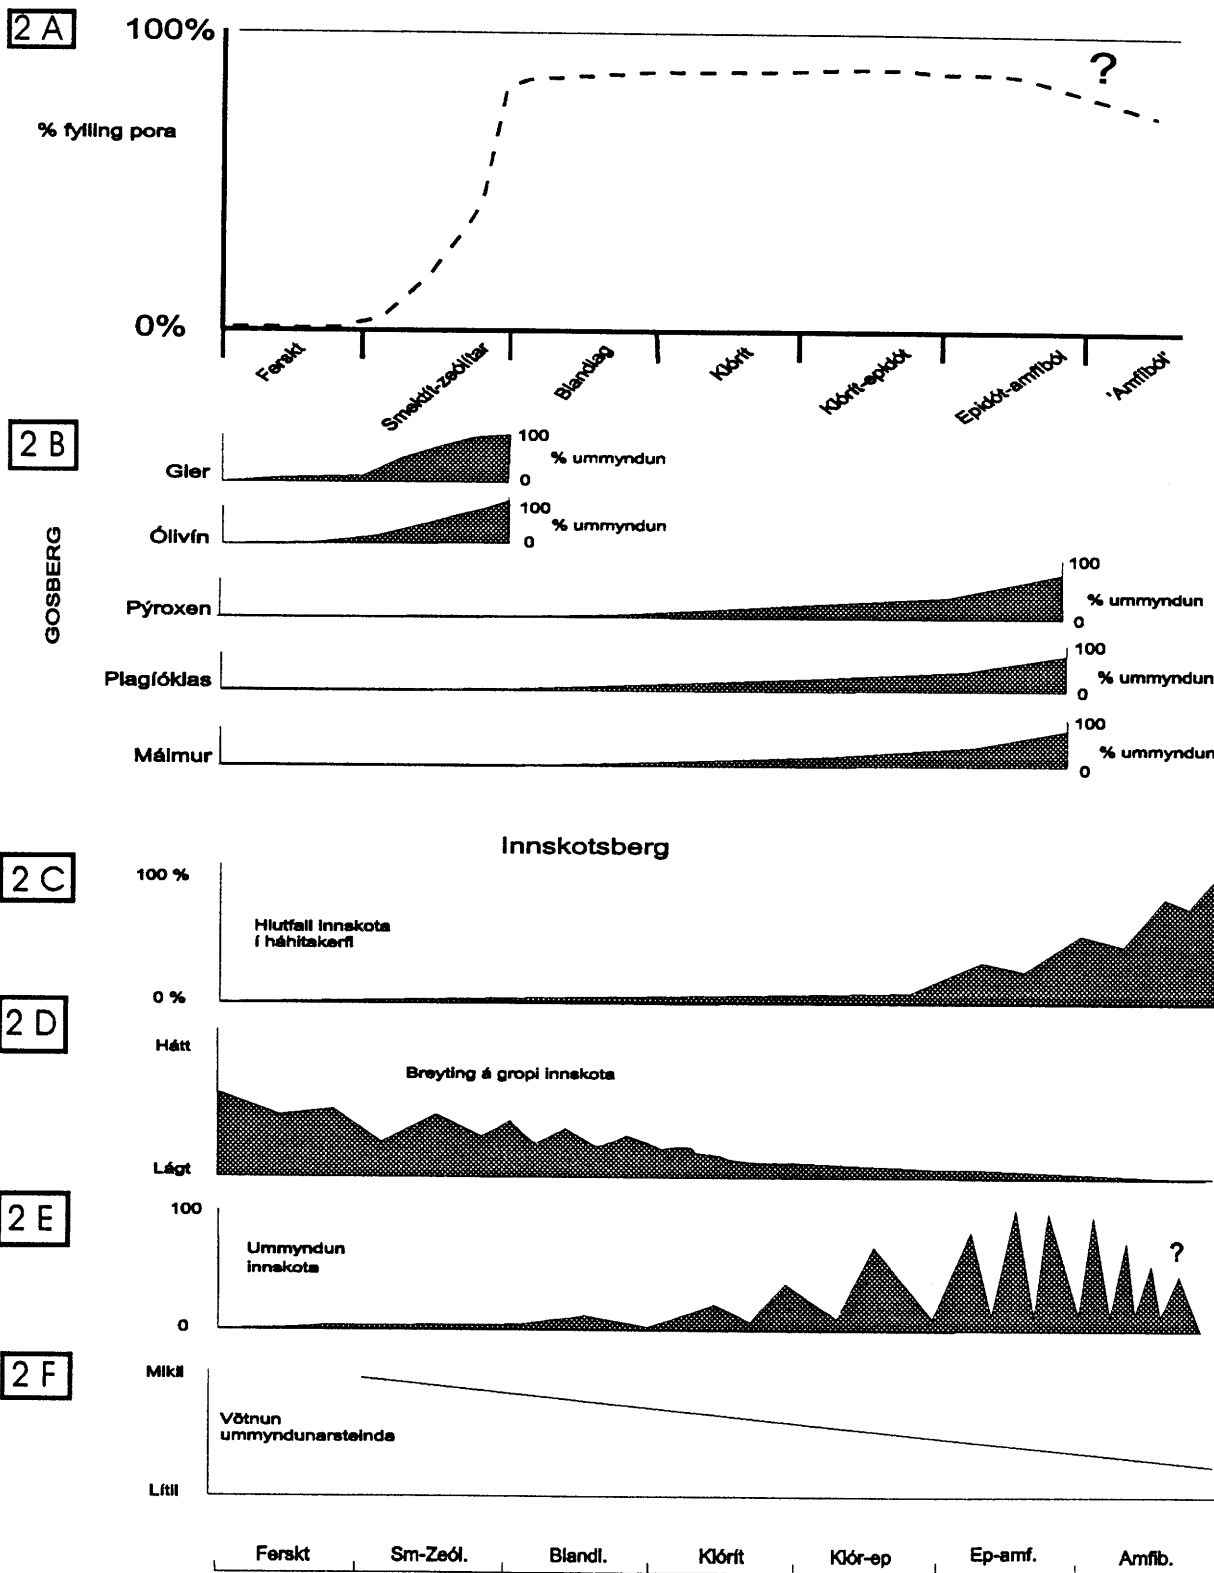 2 A
100%
?
% fylling pora
0%
Ferskt
Smektít-zeólítar
Blandlag
Klórít
Klórít-epidót
Epidót-amfíból
'Amfíból'
2 B
GOSBERG
Gler
100
% ummyndun
0
Ólivín
100
% ummyndun
0
Pýroxen
100
% ummyndun
0
Plagíóklas
100
% ummyndun
0
Málmur
100
% ummyndun
0
Innskotsberg
2 C
100 %
Hlutfall innskota
í háhitakerfi
0 %
2 D
Hátt
Breyting á gropi innskota
Lágt
2 E
100
Ummyndun
innskota
?
0
2 F
Mikil
Vötnun
ummyndunarsteinda
Lítil
Ferskt Sm-Zeól. Blandl. Klórít Klór-ep Ep-amf. Amfib.